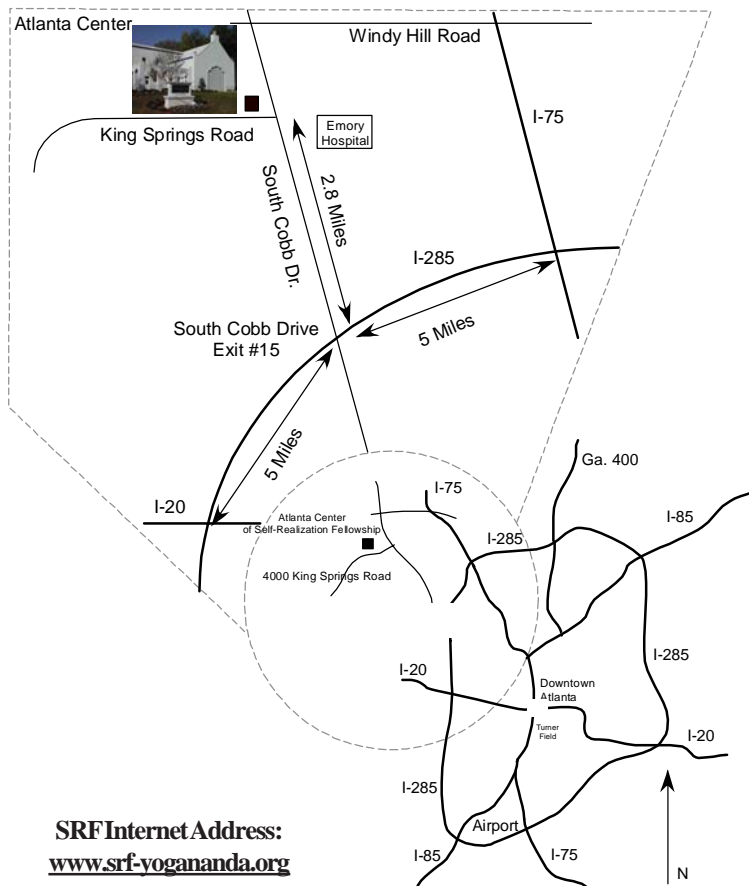 Atlanta Center
Windy Hill Road
I-75
King Springs Road
Emory
Hospital
2.8 Miles
South Cobb Dr.
I-285
South Cobb Drive
Exit #15
5 Miles
5 Miles
I-20
Ga. 400
I-75
I-85
Atlanta Center
of Self-Realization Fellowship
I-285
4000 King Springs Road
I-285
I-20
Downtown
Atlanta
Turner
Field
I-20
I-285
Airport
I-85
I-75
N
SRF Internet Address:
www.srf-yogananda.org